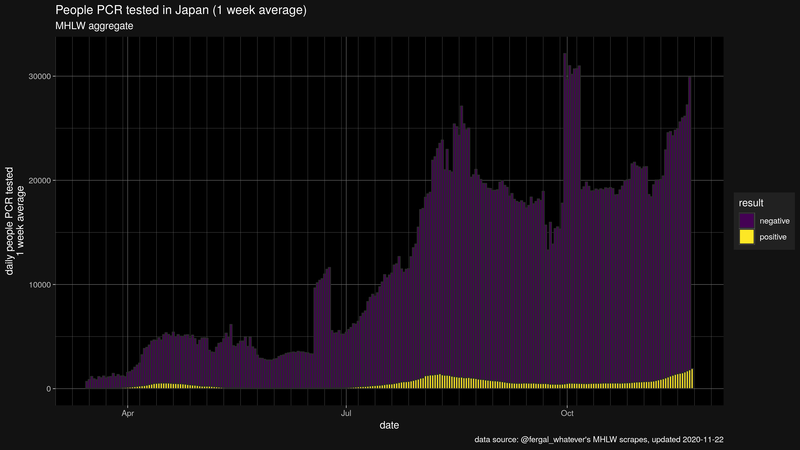 People PCR tested in Japan (1 week average)
MHLW aggregate
daily people PCR tested
1 week average
30000
20000
10000
0
Apr
Jul
Oct
date
result
negative
positive
data source: @fergal_whatever's MHLW scrapes, updated 2020-11-22